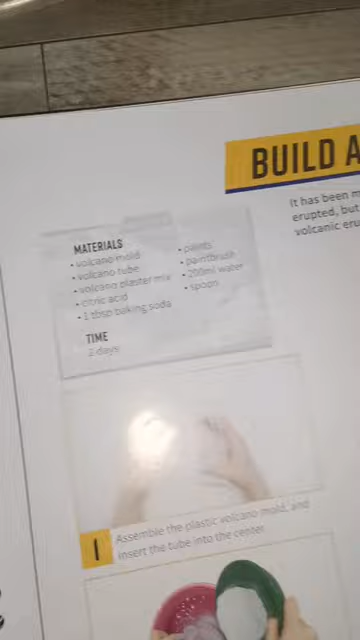 BUILD A
It has been m
erupted, but
volcanic eru
MATERIALS
• volcano mold
• volcano tube
• volcano plaster mix
• citric acid
• 1 tbsp baking soda
• paints
• paintbrush
• 200ml water
• spoon
TIME
2 days
1
Assemble the plastic volcano mold, and
insert the tube into the center.